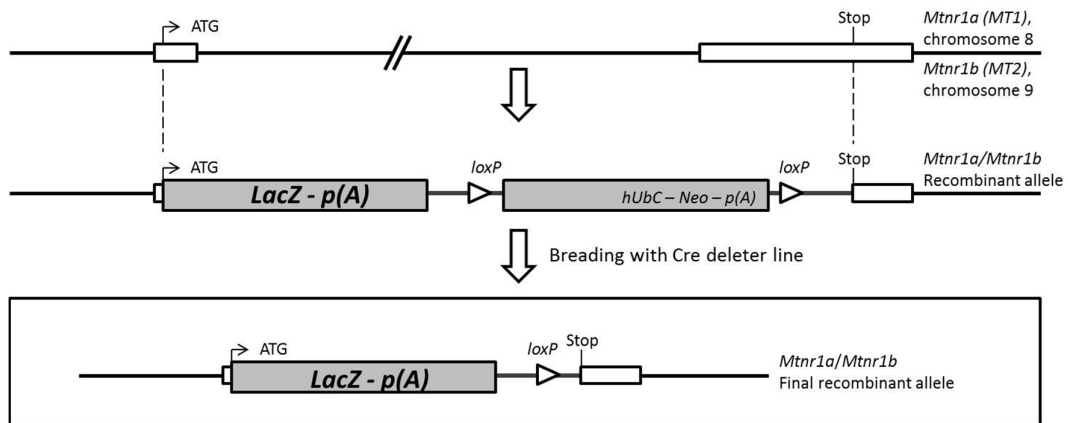 ATG
Stop
Mtnr1a (MT1),
chromosome 8
Mtnr1b (MT2),
chromosome 9
ATG
loxP
loxP
Stop
Mtnr1a/Mtnr1b
Recombinant allele
LacZ - p(A)
hUbC – Neo – p(A)
Breading with Cre deleter line
ATG
loxP
Stop
Mtnr1a/Mtnr1b
Final recombinant allele
LacZ - p(A)